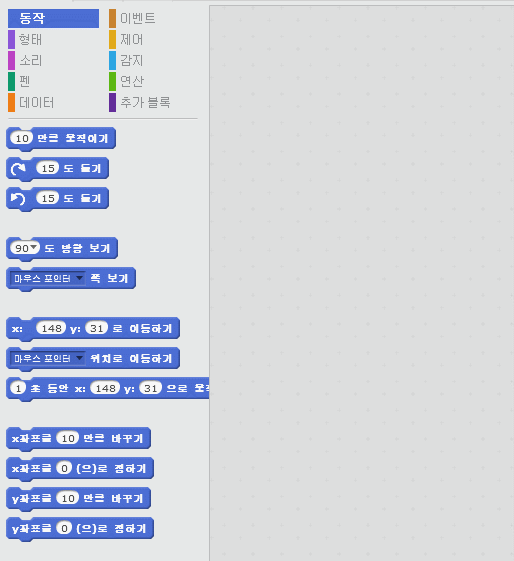 동작 이벤트
형태 제어
소리 감지
펜 연산
데이터 추가 블록
10 만큼 움직이기
15 도 돌기
15 도 돌기
90 도 방향 보기
마우스 포인터 쪽 보기
x: 148 y: 31 로 이동하기
마우스 포인터 위치로 이동하기
1 초 동안 x: 148 y: 31 으로 움직
x좌표를 10 만큼 바꾸기
x좌표를 0 (으)로 정하기
y좌표를 10 만큼 바꾸기
y좌표를 0 (으)로 정하기